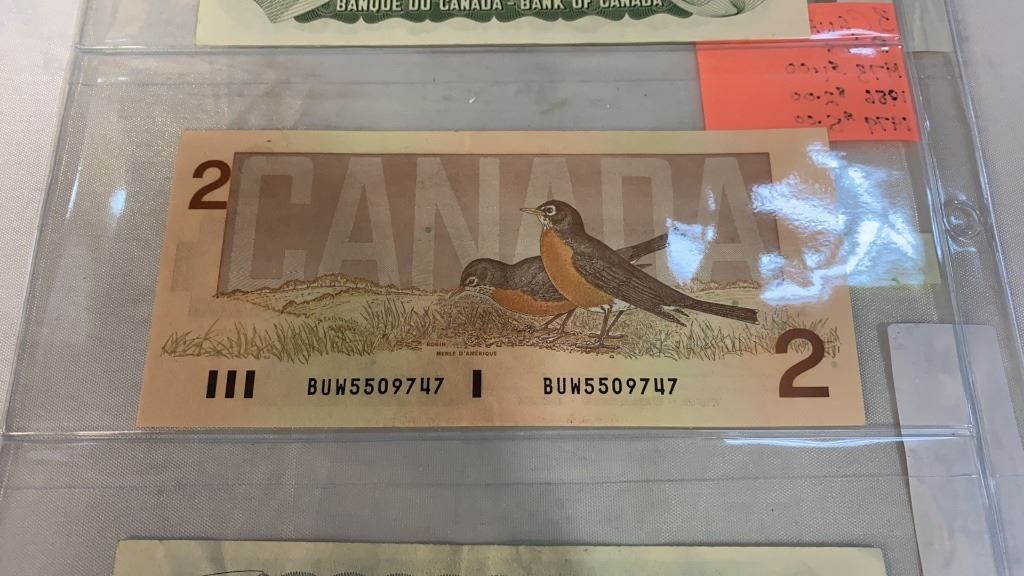 BANQUE DU CANADA - BANK OF CANADA
2
CANADA
ROBIN
MERLE D'AMÉRIQUE
2
BUW5509747 BUW5509747